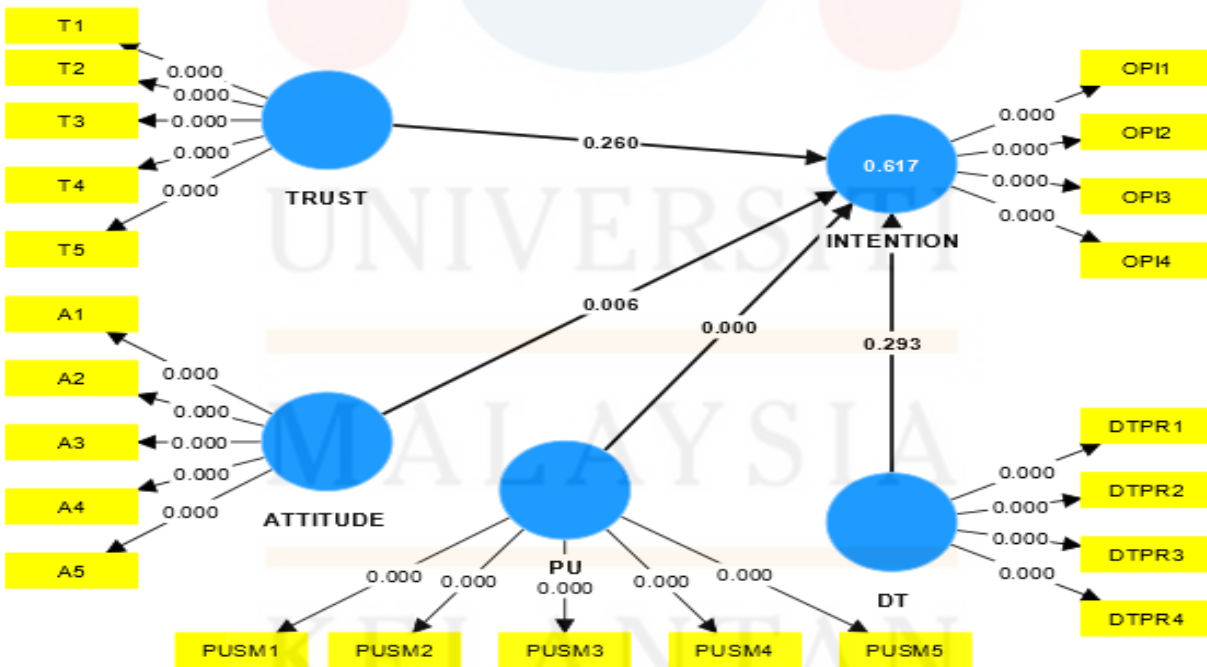 T1
T2
T3
T4
T5
0.000
0.000
0.000
0.000
0.000
TRUST
0.260
0.617
INTENTION
OPI1
OPI2
OPI3
OPI4
0.000
0.000
0.000
0.000
UNIVERSITI
A1
A2
A3
A4
A5
0.000
0.000
0.000
0.000
0.000
ATTITUDE
0.006
0.000
0.293
MALAYSIA
PU
0.000
0.000
0.000
0.000
0.000
PUSM1
PUSM2
PUSM3
PUSM4
PUSM5
DT
DTPR1
DTPR2
DTPR3
DTPR4
0.000
0.000
0.000
0.000
KELANTAN